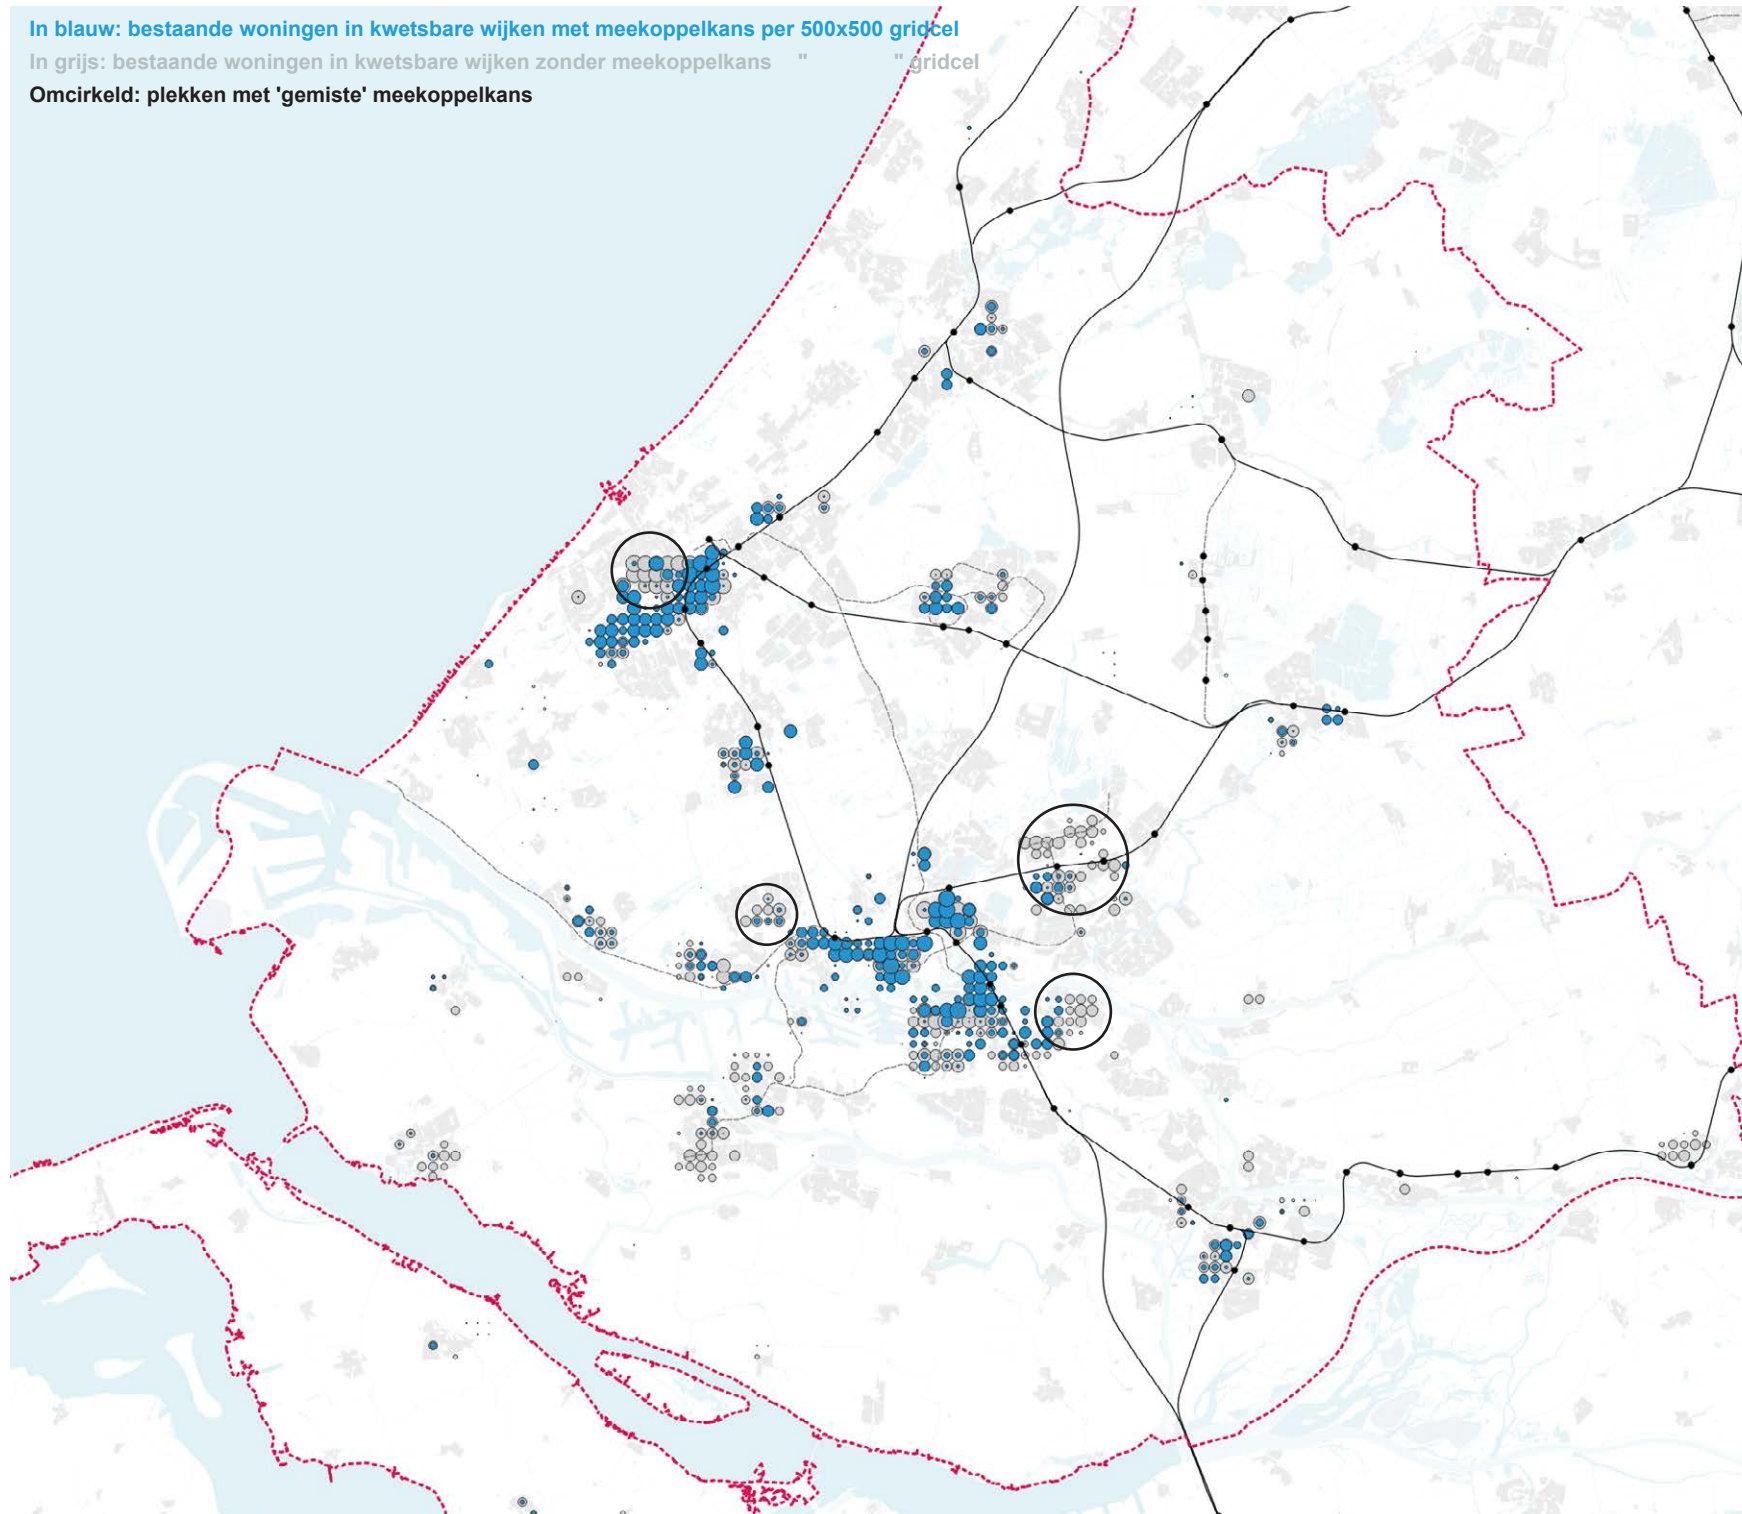 In blauw: bestaande woningen in kwetsbare wijken met meekoppelkans per 500x500 gridcel
In grijs: bestaande woningen in kwetsbare wijken zonder meekoppelkans " " gridcel
Omcirkeld: plekken met 'gemiste' meekoppelkans